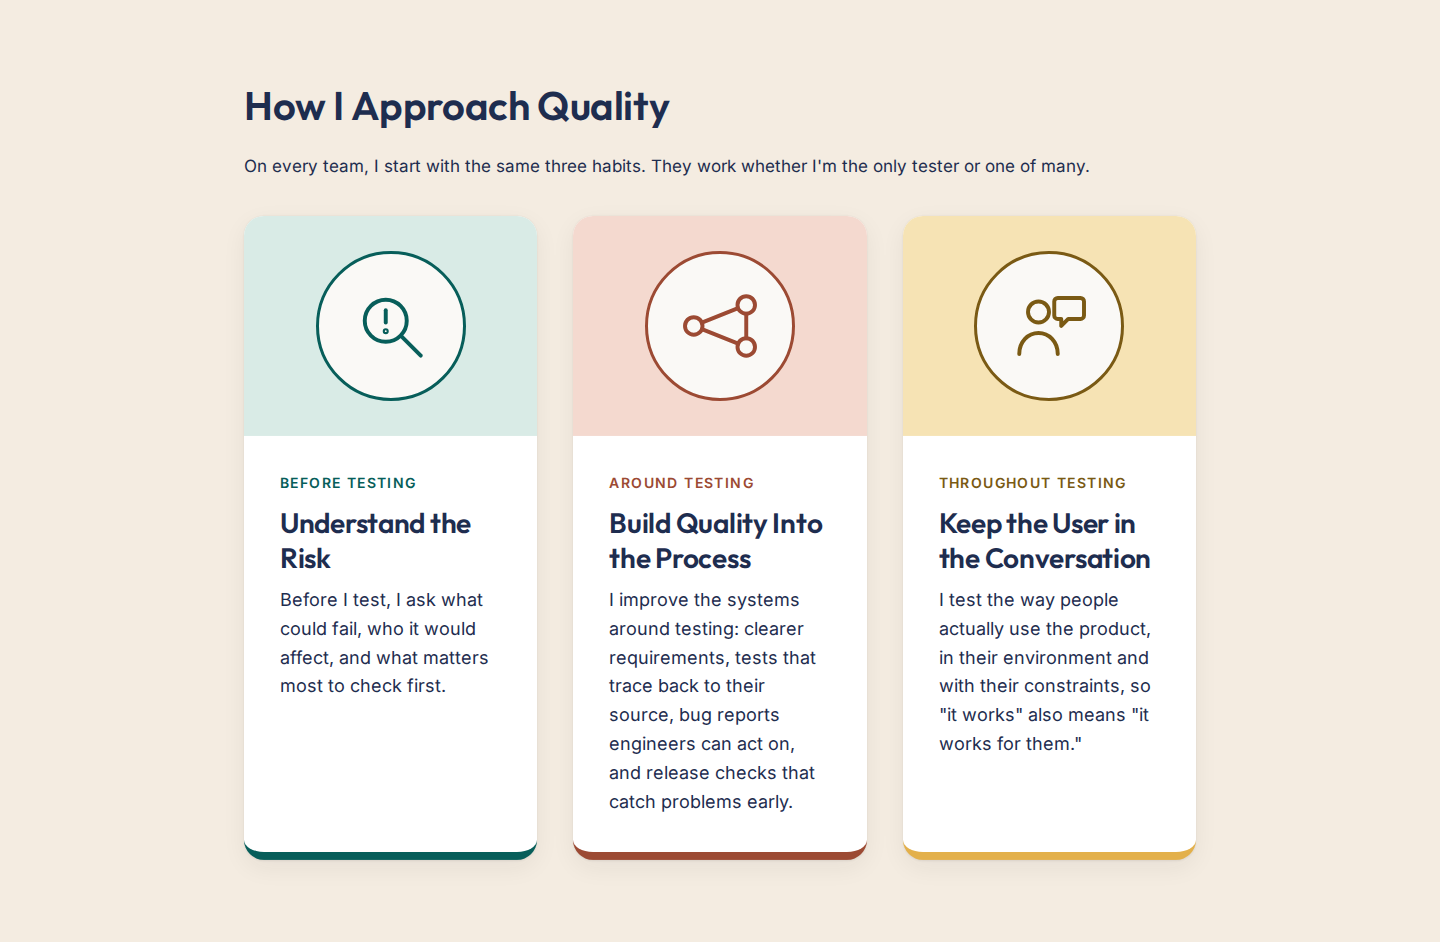 How I Approach Quality
On every team, I start with the same three habits. They work whether I'm the only tester or one of many.
BEFORE TESTING
Understand the
Risk
Before I test, I ask what
could fail, who it would
affect, and what matters
most to check first.
AROUND TESTING
Build Quality Into
the Process
I improve the systems
around testing: clearer
requirements, tests that
trace back to their
source, bug reports
engineers can act on,
and release checks that
catch problems early.
THROUGHOUT TESTING
Keep the User in
the Conversation
I test the way people
actually use the product,
in their environment and
with their constraints, so
"it works" also means "it
works for them."